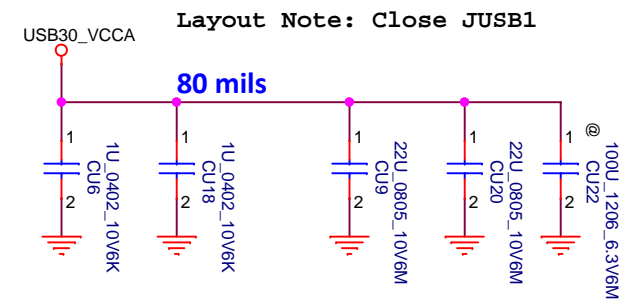 Layout Note: Close JUSB1
USB30_VCCA
80 mils
1
2
1U_0402_10V6K
CU6
1
2
1U_0402_10V6K
CU18
1
2
22U_0805_10V6M
CU9
1
2
22U_0805_10V6M
CU20
1
2
@
100U_1206_6.3V6M
CU22